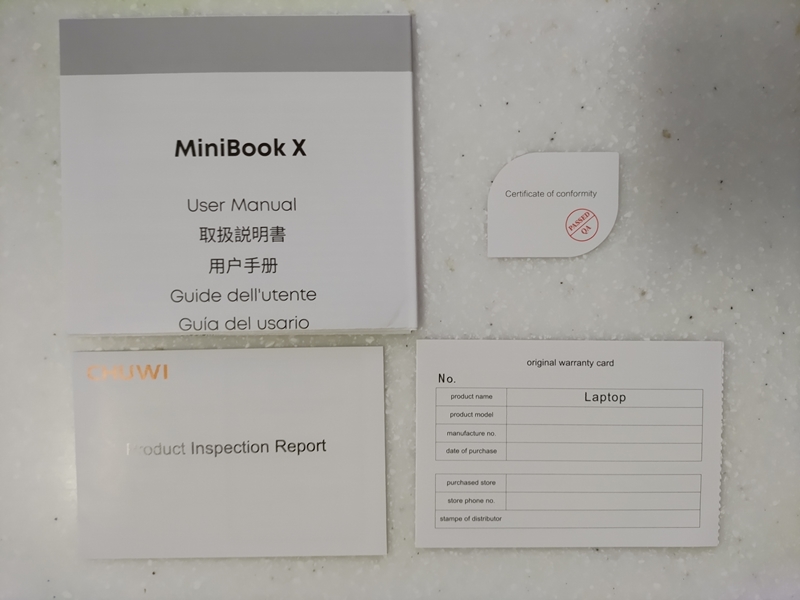 MiniBook X
User Manual
取扱説明書
用户手册
Guide dell'utente
Guía del usario
Certificate of conformity
PASSED
QA
CHUWI
Product Inspection Report
original warranty card
No.
product name Laptop
product model
manufacture no.
date of purchase
purchased store
store phone no.
stampe of distributor